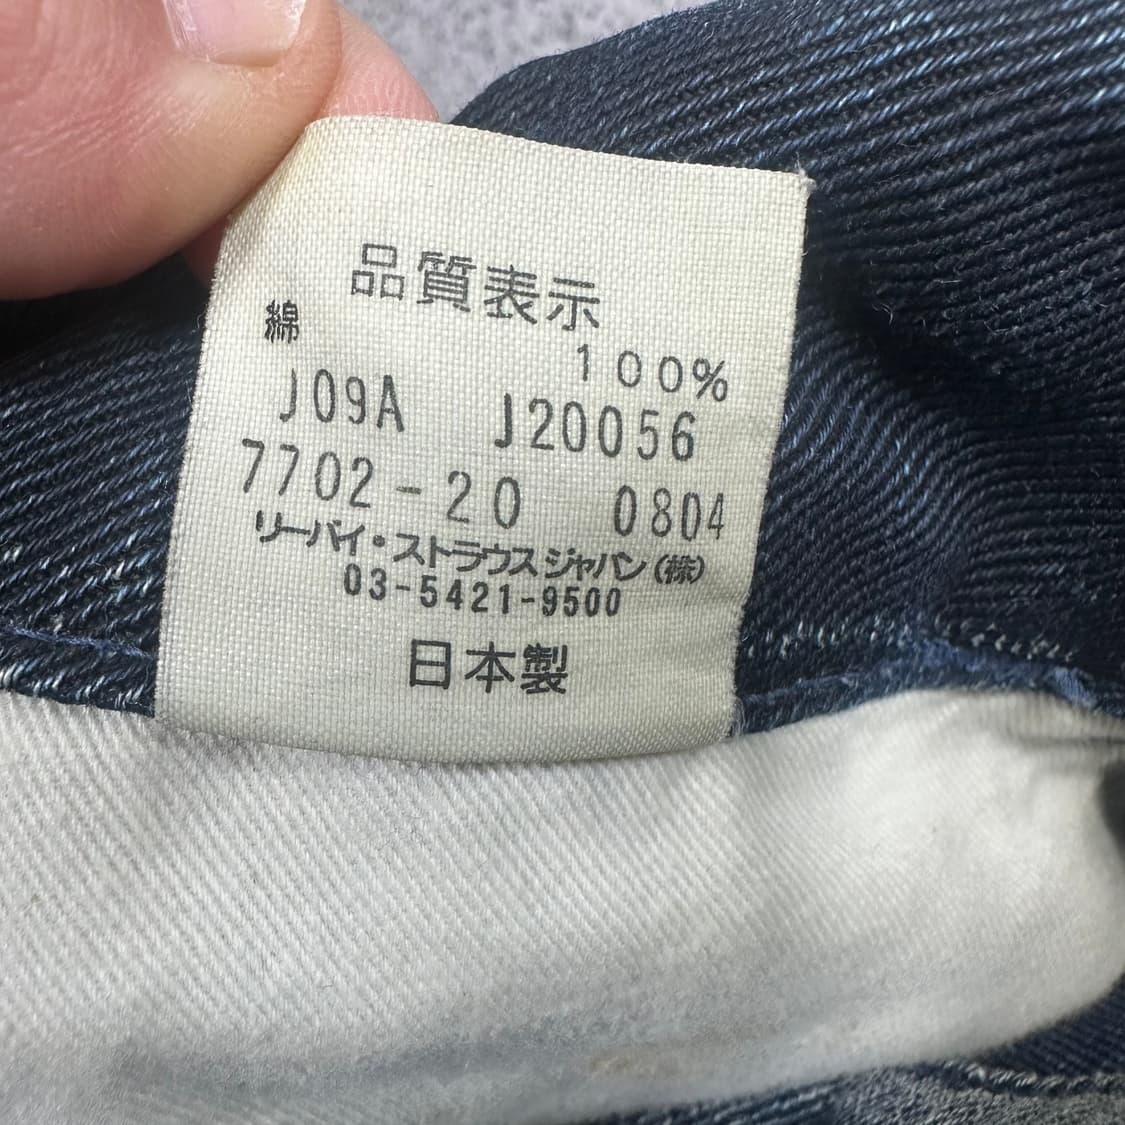 品質表示
綿
100%
J09A J20056
7702-20 0804
リーバイ・ストラウスジャパン(株)
03-5421-9500
日本製